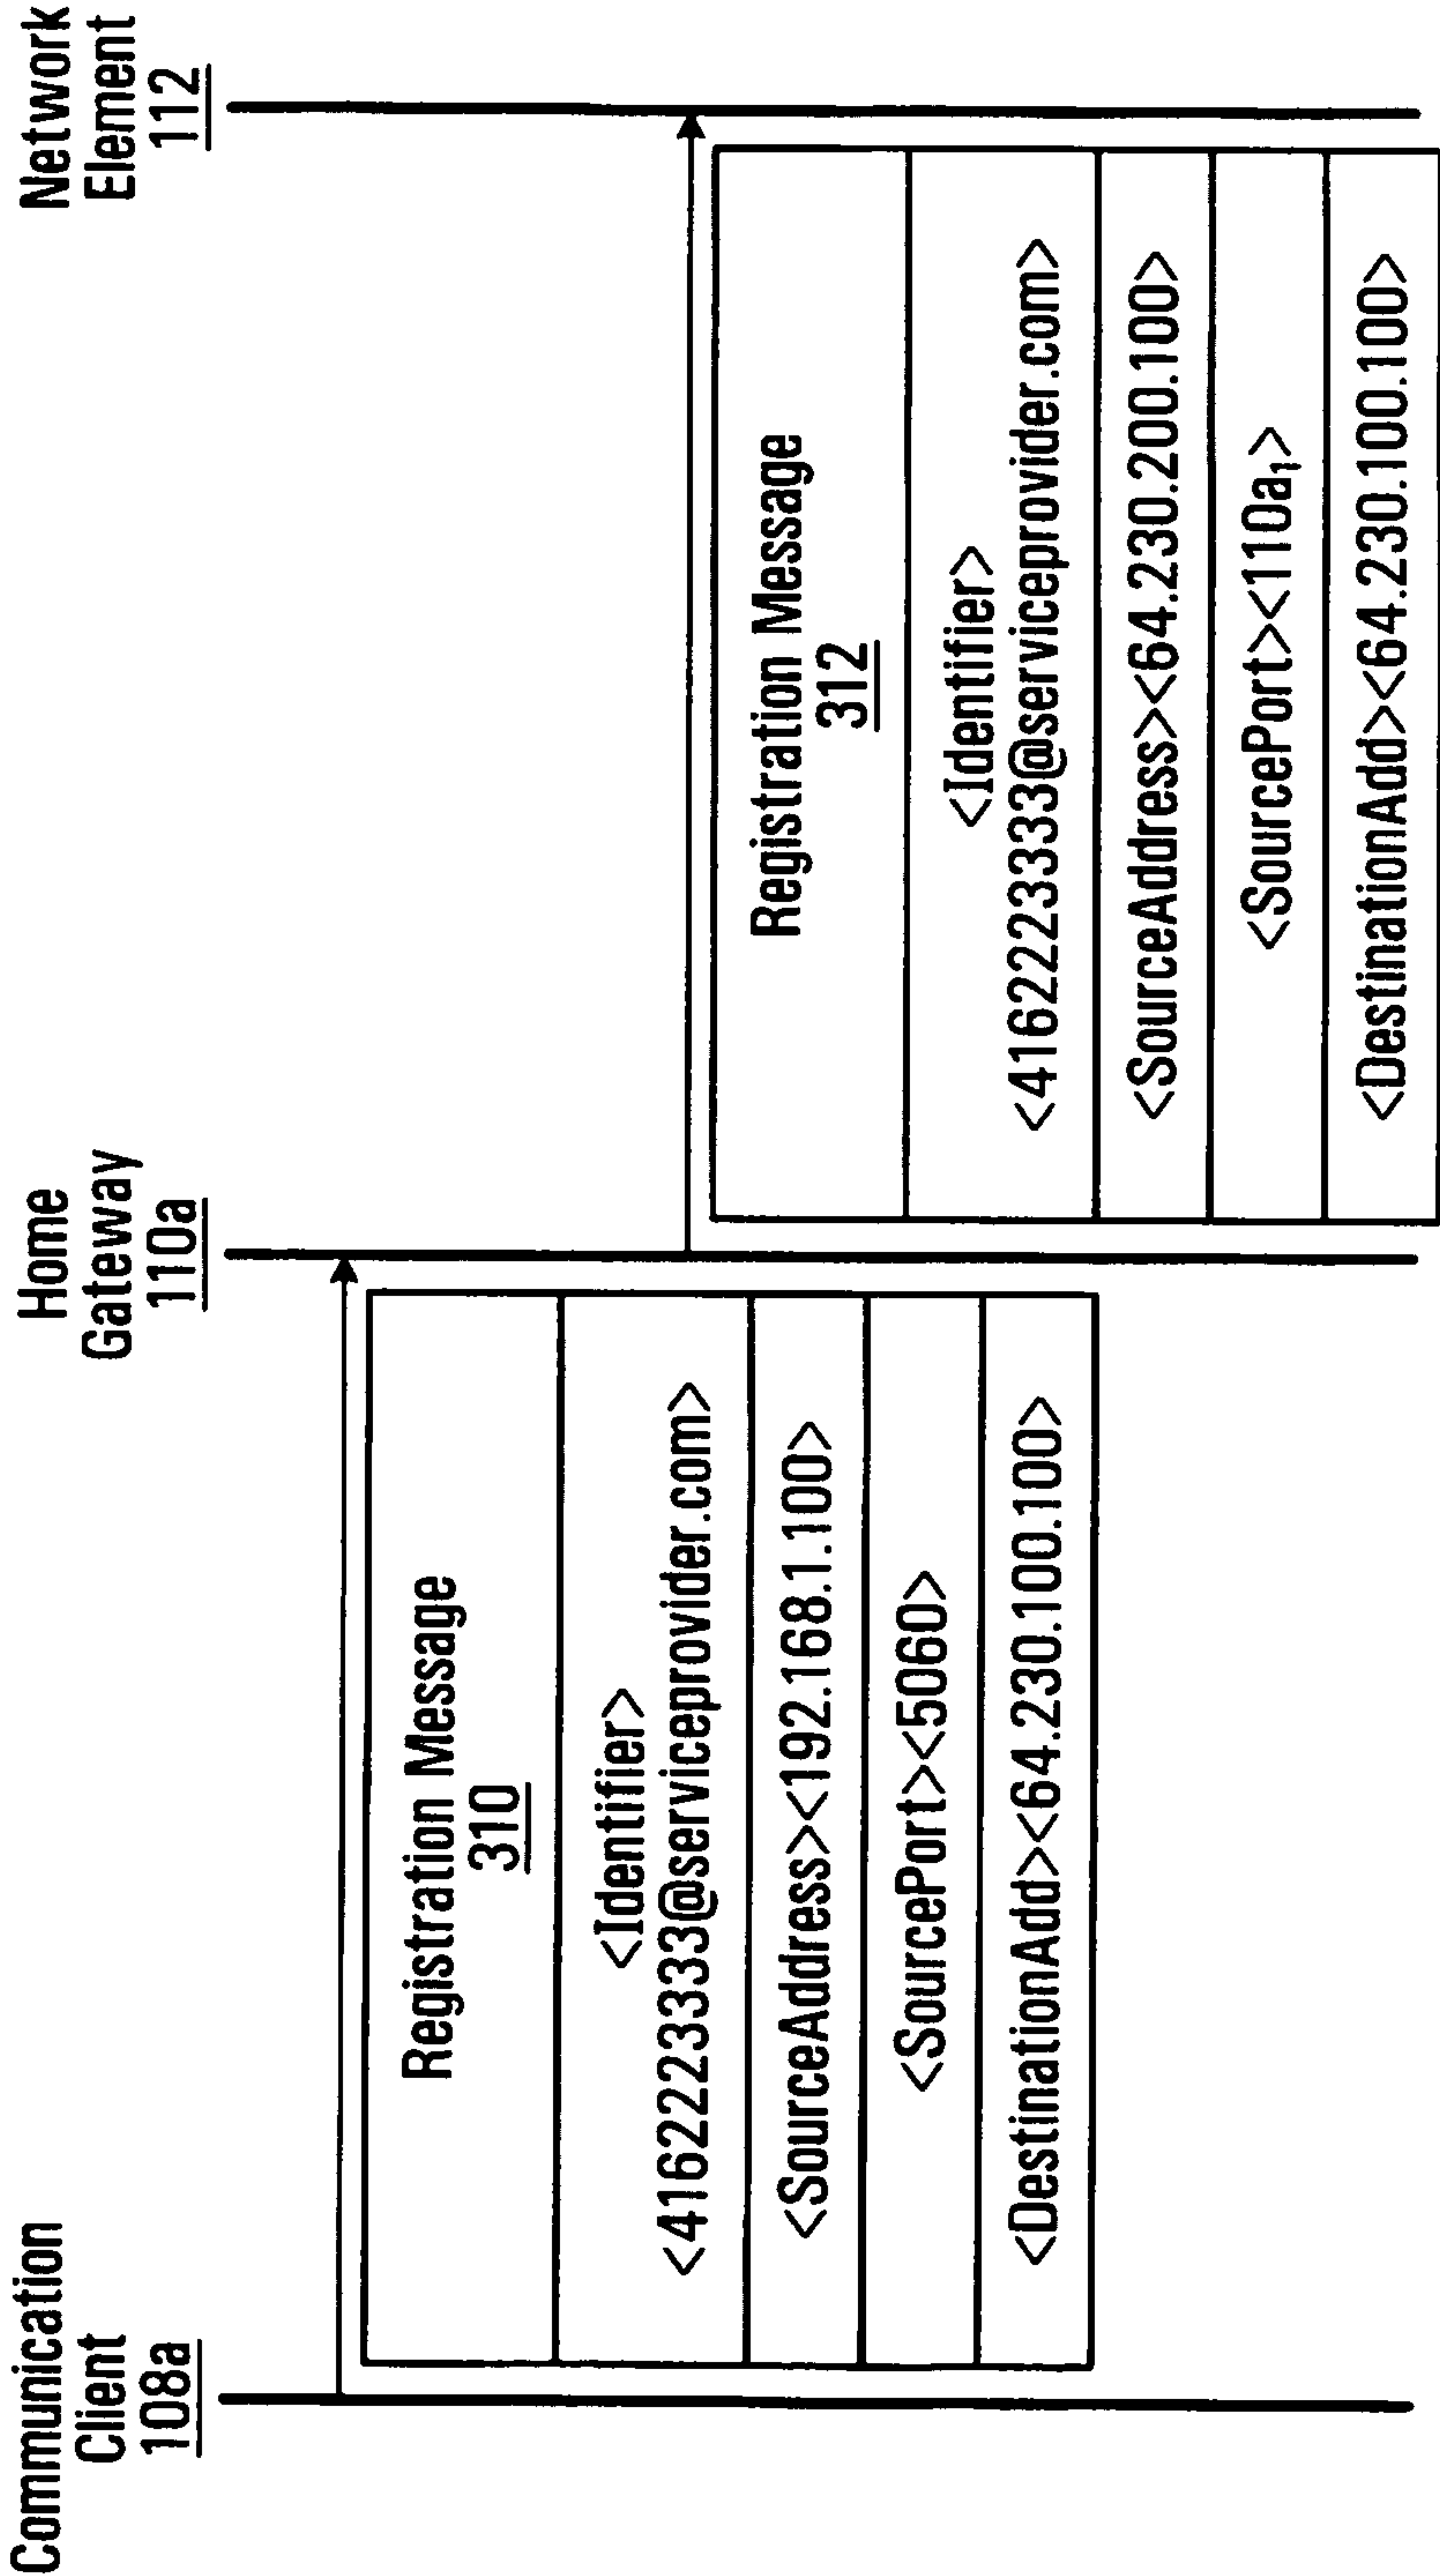 Communication
Client
108a
Home
Gateway
110a
Network
Element
112
Registration Message
310
<Identifier>
<4162223333@serviceprovider.com>
<SourceAddress><192.168.1.100>
<SourcePort><5060>
<DestinationAdd><64.230.100.100>
Registration Message
312
<Identifier>
<4162223333@serviceprovider.com>
<SourceAddress><64.230.200.100>
<SourcePort><110a₁>
<DestinationAdd><64.230.100.100>